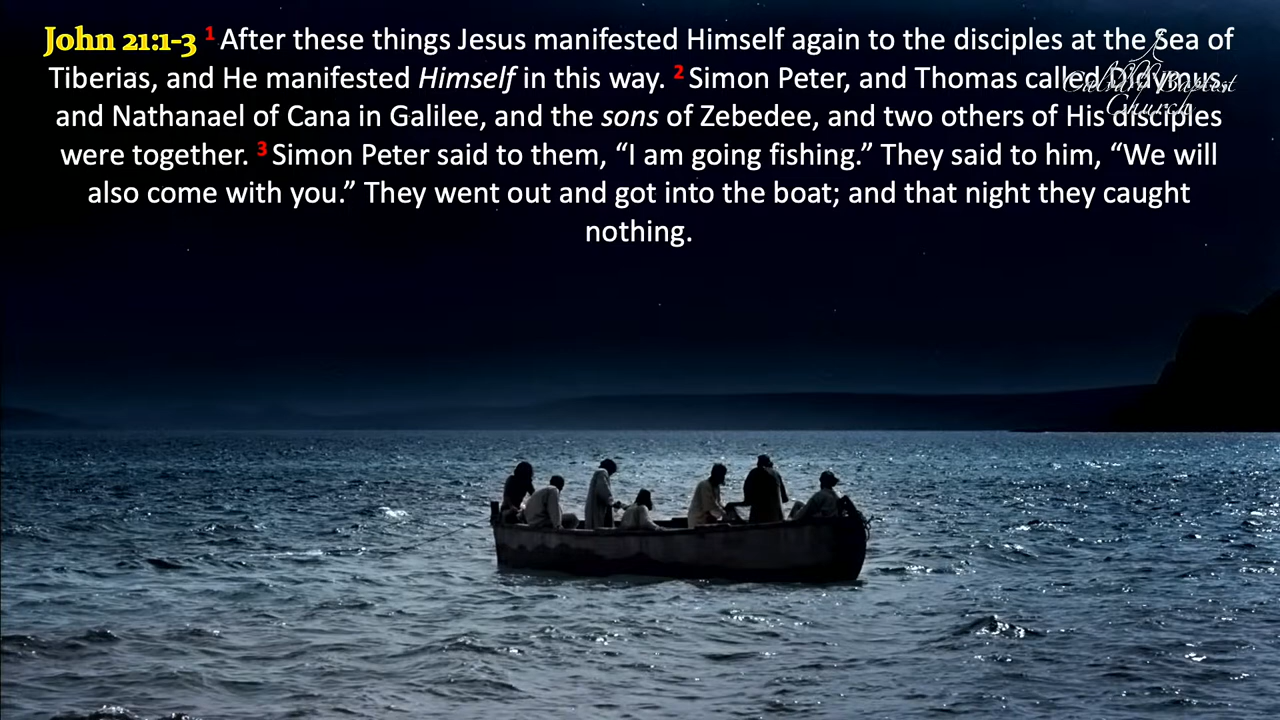 John 21:1-3 1 After these things Jesus manifested Himself again to the disciples at the Sea of
Tiberias, and He manifested Himself in this way. 2 Simon Peter, and Thomas called Didymus,
and Nathanael of Cana in Galilee, and the sons of Zebedee, and two others of His disciples
were together. 3 Simon Peter said to them, “I am going fishing.” They said to him, “We will
also come with you.” They went out and got into the boat; and that night they caught
nothing.
Calvary Baptist
Church